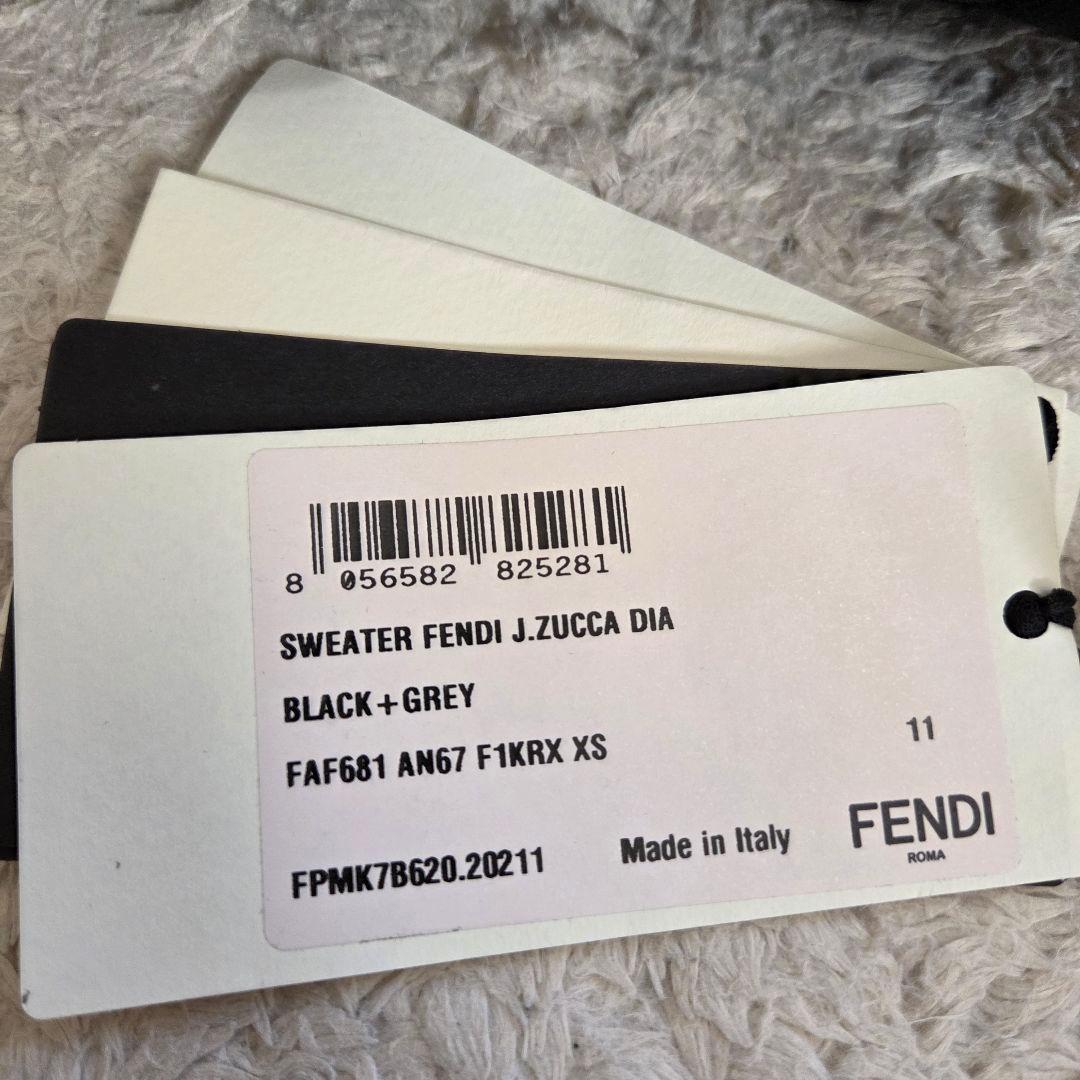 8 056582 825281
SWEATER FENDI J.ZUCCA DIA
BLACK+GREY
FAF681 AN67 F1KRX XS
11
FPMK7B620.20211
Made in Italy
FENDI
ROMA